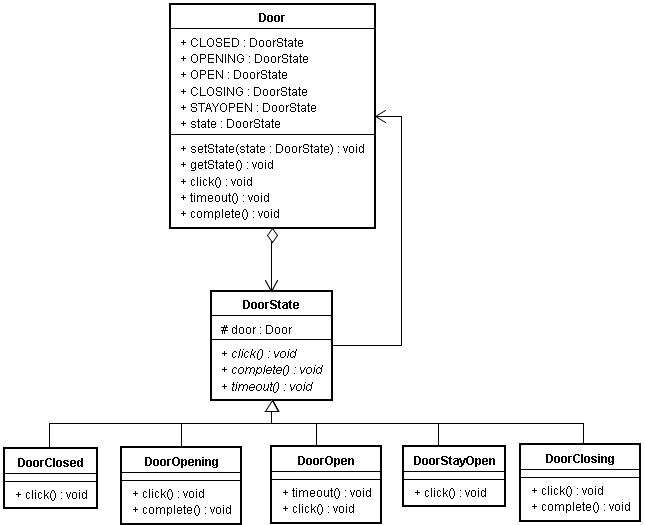 Door
+ CLOSED : DoorState
+ OPENING : DoorState
+ OPEN : DoorState
+ CLOSING : DoorState
+ STAYOPEN : DoorState
+ state : DoorState
+ setState(state : DoorState) : void
+ getState() : void
+ click() : void
+ timeout() : void
+ complete() : void
DoorState
# door : Door
+ click() : void
+ complete() : void
+ timeout() : void
DoorClosed
+ click() : void
DoorOpening
+ click() : void
+ complete() : void
DoorOpen
+ timeout() : void
+ click() : void
DoorStayOpen
+ click() : void
DoorClosing
+ click() : void
+ complete() : void